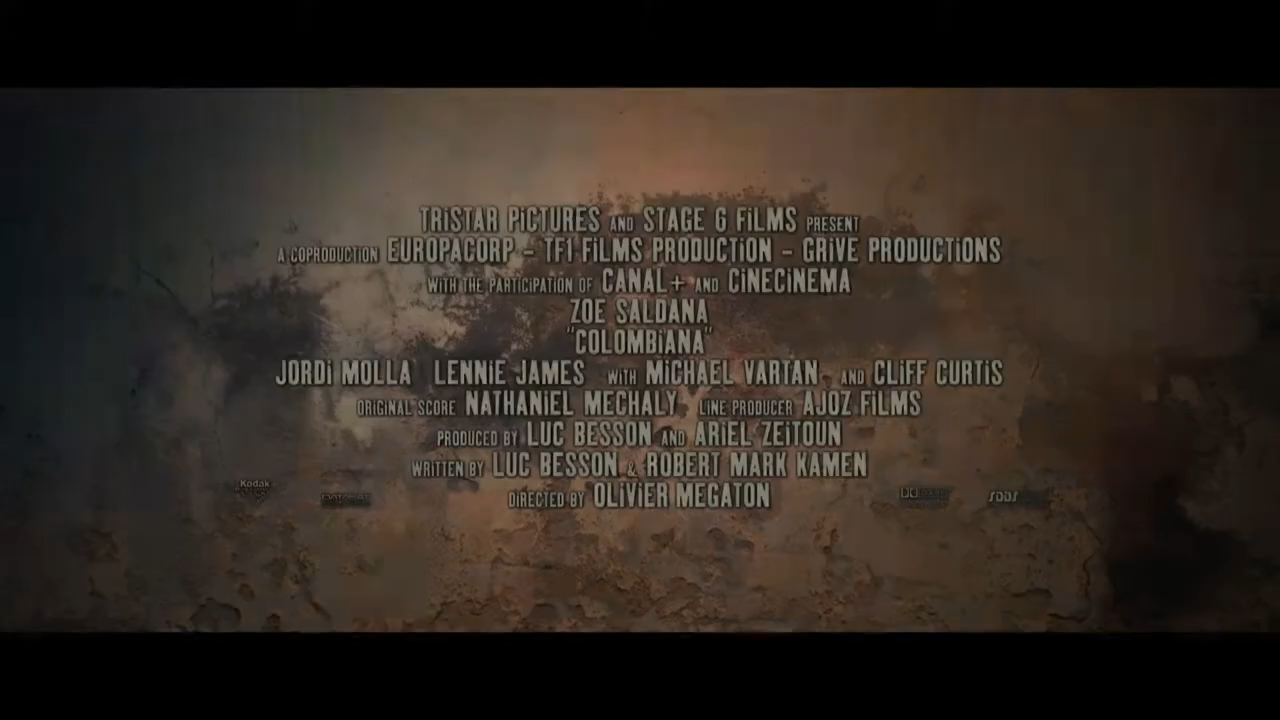 TRiSTAR PiCTURES AND STAGE 6 FiLMS PRESENT
A COPRODUCTION EUROPACORP - TF1 FiLMS PRODUCTiON - GRiVE PRODUCTiONS
WITH THE PARTICIPATION OF CANAL+ AND CiNECiNEMA
ZOE SALDANA
"COLOMBiANA"
JORDi MOLLA LENNiE JAMES WITH MiCHAEL VARTAN AND CLiFF CURTiS
ORIGINAL SCORE NATHANiEL MECHALY LINE PRODUCER AJOZ FiLMS
PRODUCED BY LUC BESSON AND ARiEL ZEiTOUN
WRITTEN BY LUC BESSON & ROBERT MARK KAMEN
DIRECTED BY OLiViER MEGATON
Kodak
SDDS